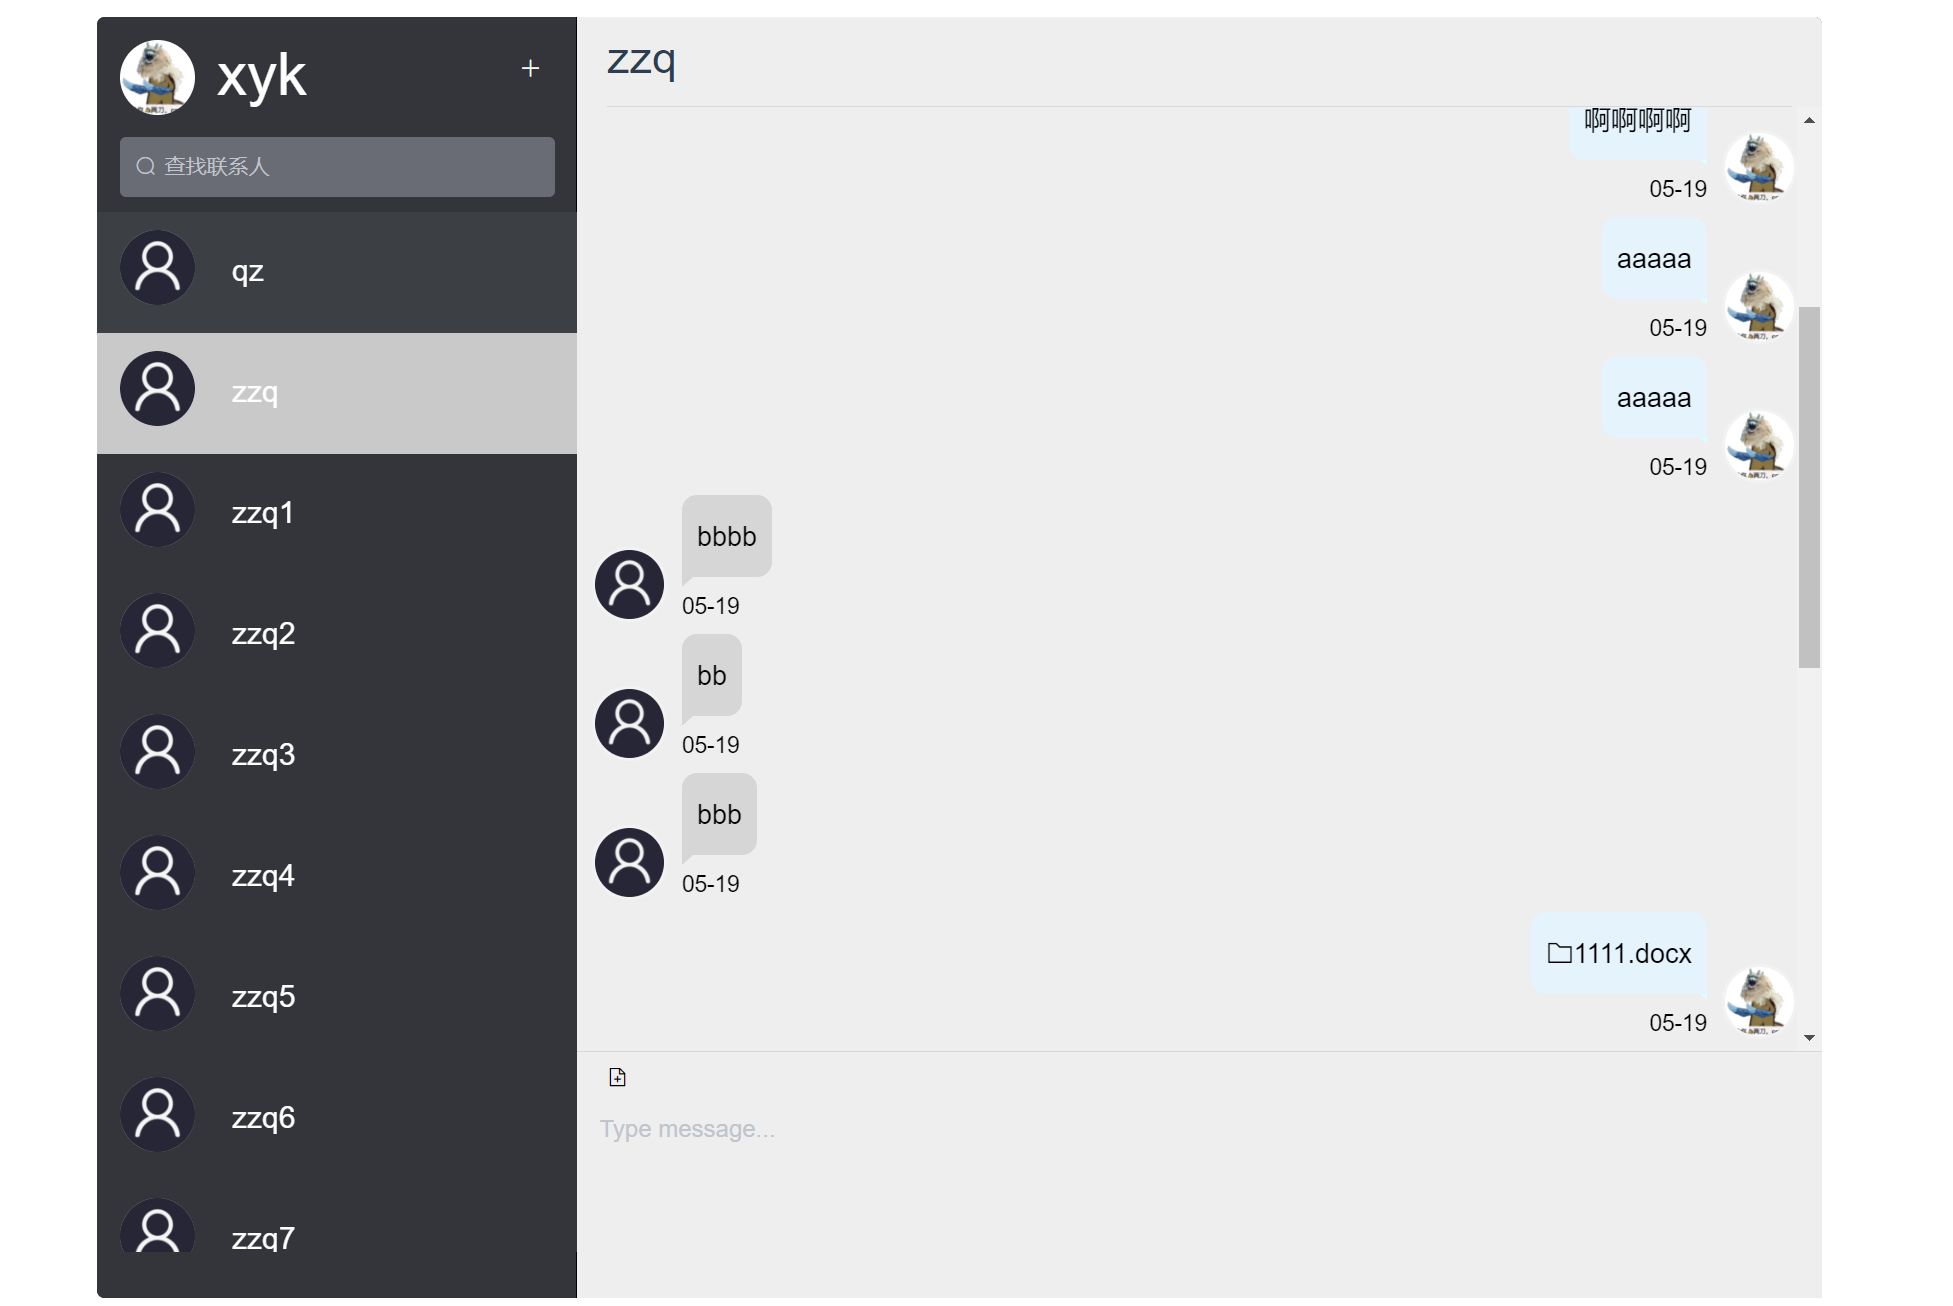 xyk
查找联系人
qz
zzq
zzq1
zzq2
zzq3
zzq4
zzq5
zzq6
zzq7
zzq
啊啊啊啊
05-19
aaaaa
05-19
aaaaa
05-19
bbbb
05-19
bb
05-19
bbb
05-19
1111.docx
05-19
Type message...